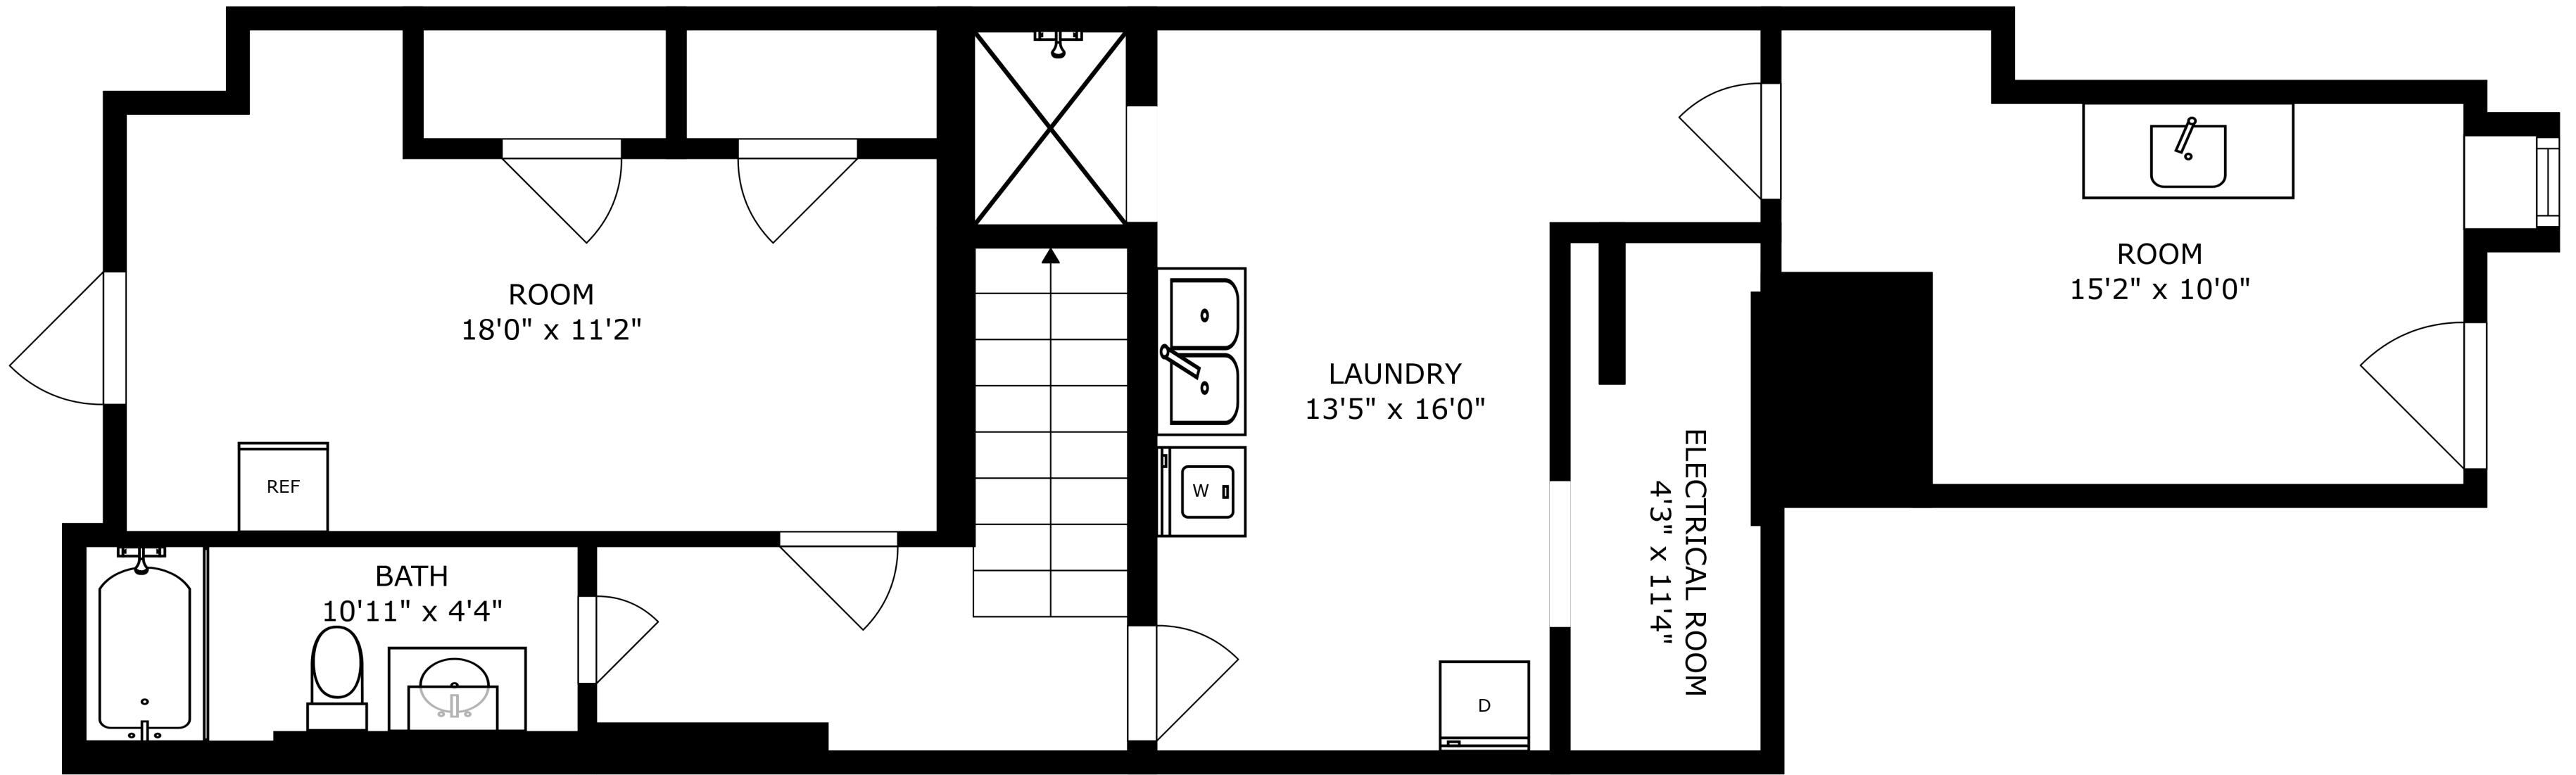 ROOM
18'0" x 11'2"
REF
BATH
10'11" x 4'4"
LAUNDRY
13'5" x 16'0"
W
D
ELECTRICAL ROOM
4'3" x 11'4"
ROOM
15'2" x 10'0"